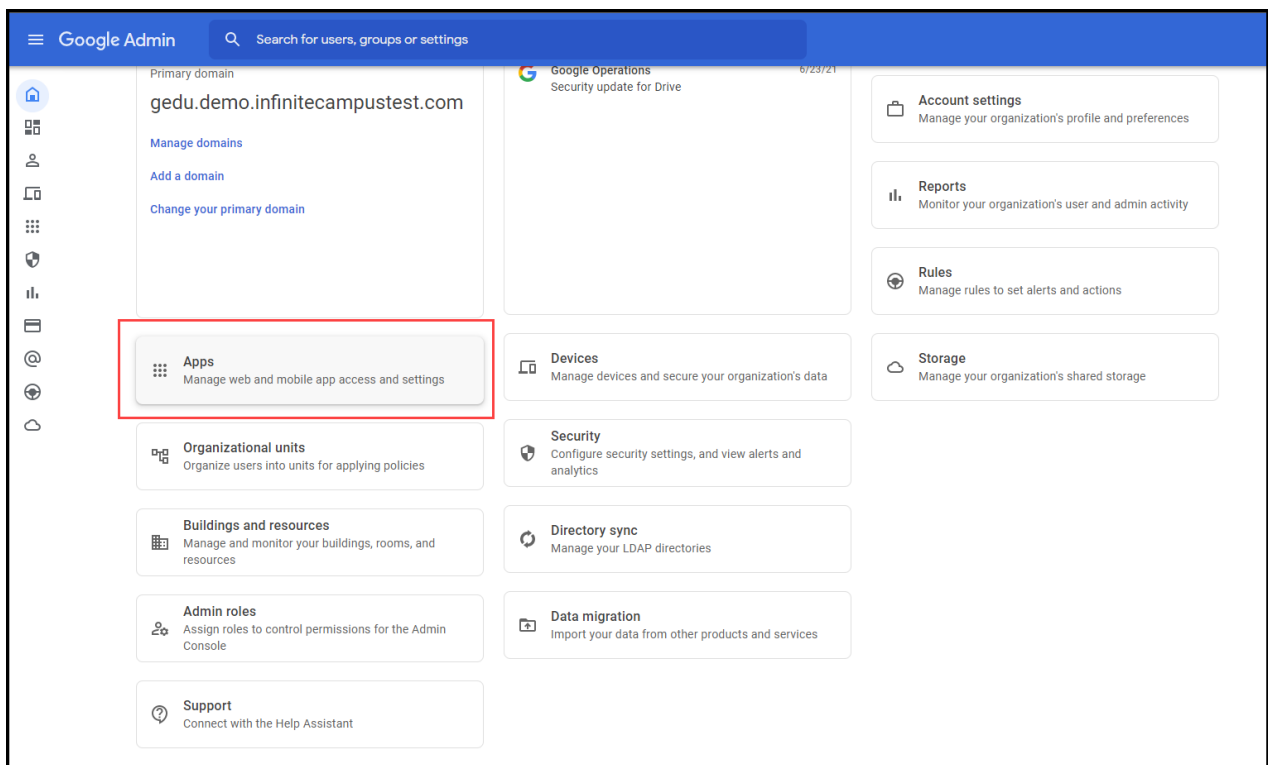 Google Admin
Search for users, groups or settings
Primary domain
gedu.demo.infinitecampustest.com
Manage domains
Add a domain
Change your primary domain
Google Operations
6/23/21
Security update for Drive
Account settings
Manage your organization's profile and preferences
Reports
Monitor your organization's user and admin activity
Rules
Manage rules to set alerts and actions
Apps
Manage web and mobile app access and settings
Devices
Manage devices and secure your organization's data
Storage
Manage your organization's shared storage
Organizational units
Organize users into units for applying policies
Security
Configure security settings, and view alerts and
analytics
Buildings and resources
Manage and monitor your buildings, rooms, and
resources
Directory sync
Manage your LDAP directories
Admin roles
Assign roles to control permissions for the Admin
Console
Data migration
Import your data from other products and services
Support
Connect with the Help Assistant